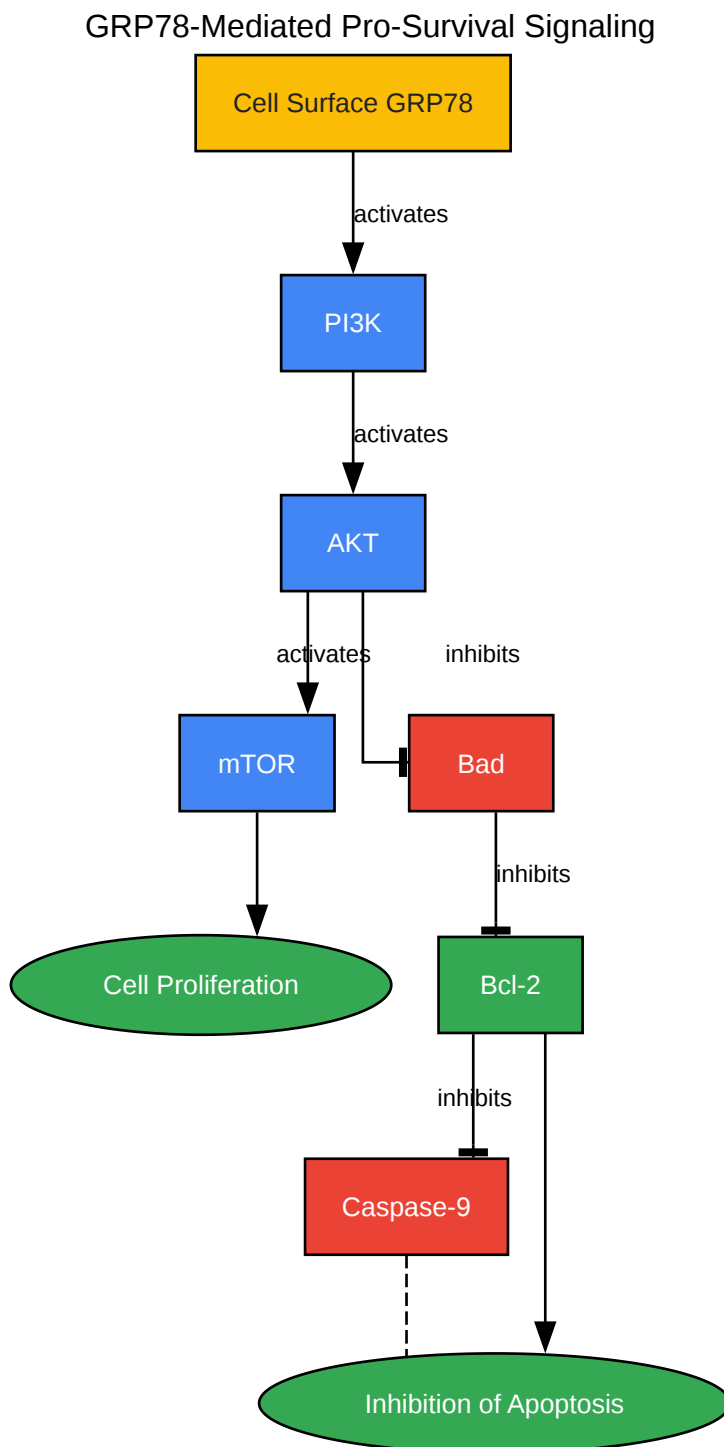 GRP78-Mediated Pro-Survival Signaling
Cell Surface GRP78
activates
PI3K
activates
AKT
activates
inhibits
mTOR
Bad
inhibits
Cell Proliferation
Bcl-2
inhibits
Caspase-9
Inhibition of Apoptosis